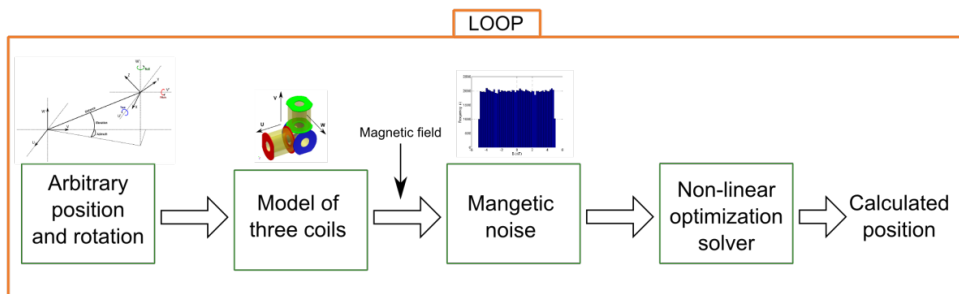 LOOP
Arbitrary
position
and rotation
V
U
W
Model of
three coils
Magnetic field
Mangetic
noise
Non-linear
optimization
solver
Calculated
position